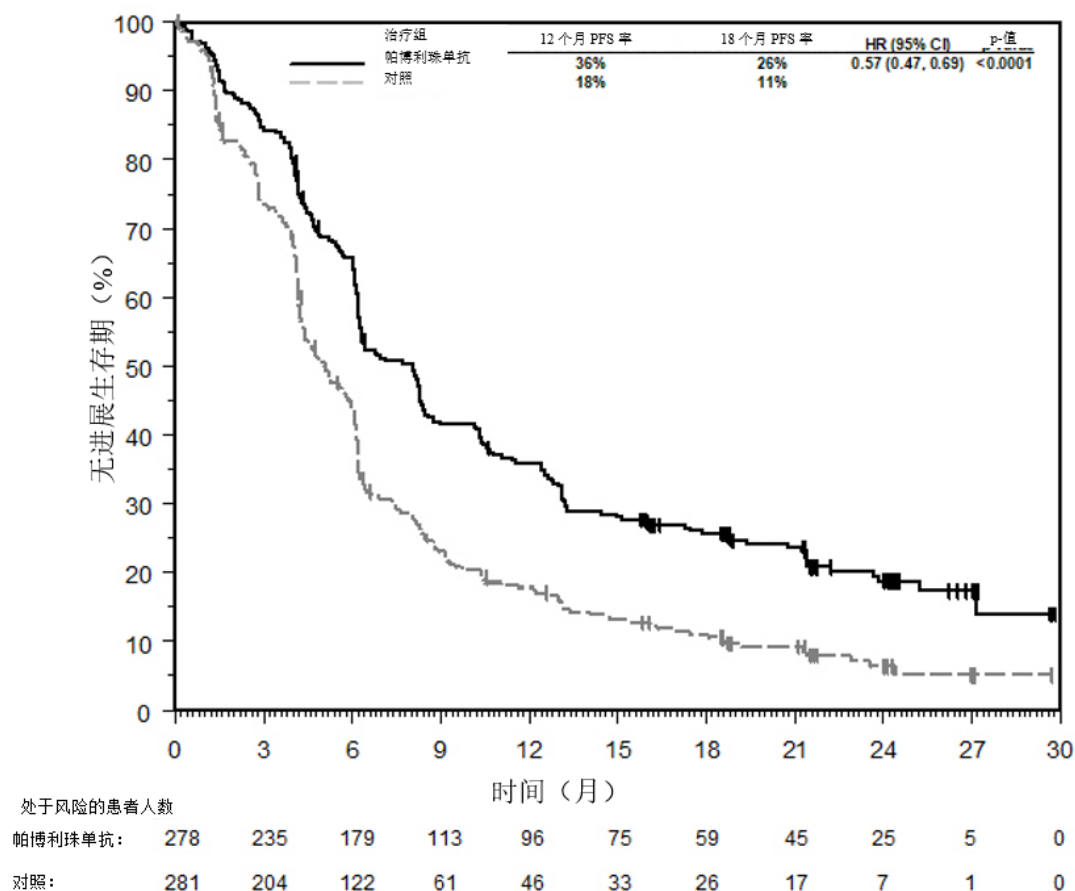 治疗组 12 个月 PFS 率 18 个月 PFS 率 HR (95% CI) p-值
帕博利珠单抗 36% 26% 0.57 (0.47, 0.69) <0.0001
对照 18% 11%
100
90
80
70
60
50
40
30
20
10
0
无进展生存期（%）
0 3 6 9 12 15 18 21 24 27 30
时间（月）
处于风险的患者人数
帕博利珠单抗： 278 235 179 113 96 75 59 45 25 5 0
对照： 281 204 122 61 46 33 26 17 7 1 0